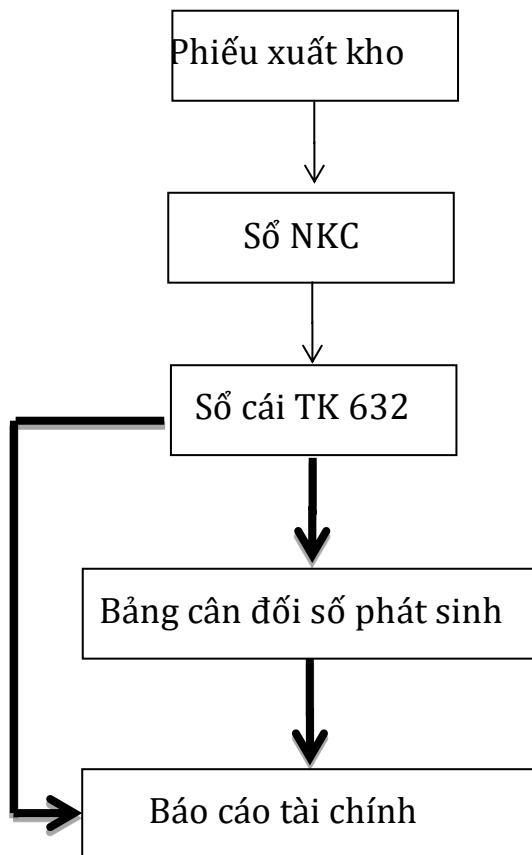 Phiếu xuất kho
Sổ NKC
Sổ cái TK 632
Bảng cân đối số phát sinh
Báo cáo tài chính